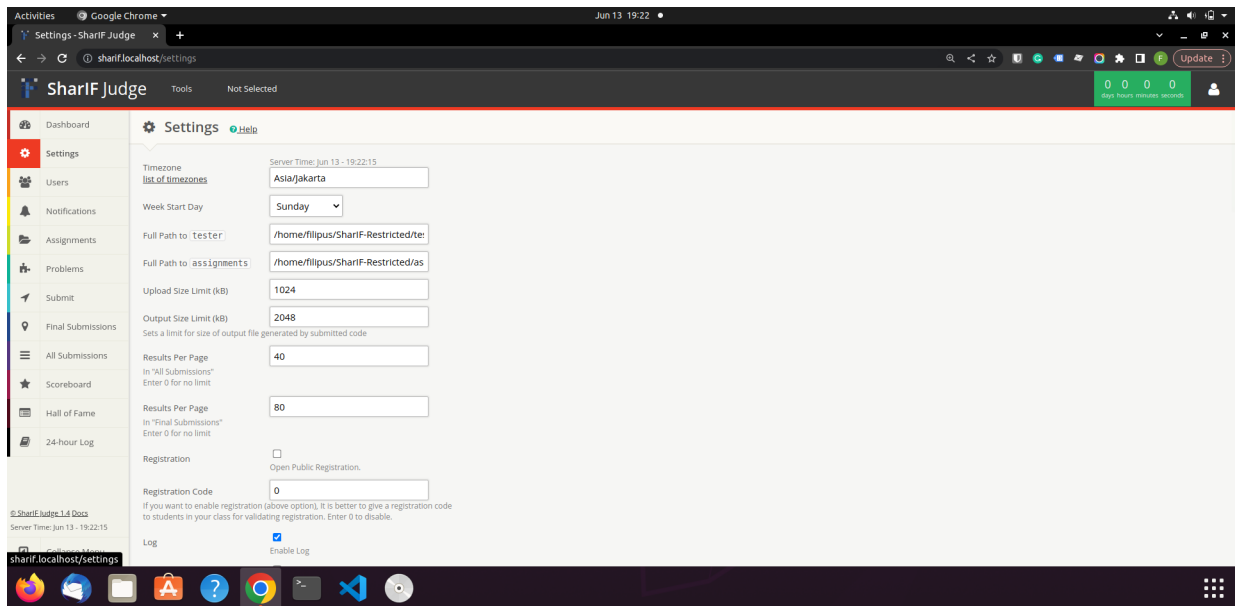 Activities Google Chrome Jun 13 19:22
Settings - SharIF Judge
sharif.localhost/settings Update
SharIF Judge Tools Not Selected 0 0 0 0
days hours minutes seconds
Dashboard
Settings
Users
Notifications
Assignments
Problems
Submit
Final Submissions
All Submissions
Scoreboard
Hall of Fame
24-hour Log
© SharIF Judge 1.4 Docs
Server Time: Jun 13 - 19:22:15
sharif.localhost/settings
Settings Help
Server Time: Jun 13 - 19:22:15
Timezone Asia/Jakarta
list of timezones
Week Start Day Sunday
Full Path to tester /home/filipus/SharIF-Restricted/tes
Full Path to assignments /home/filipus/SharIF-Restricted/as
Upload Size Limit (kB) 1024
Output Size Limit (kB) 2048
Sets a limit for size of output file generated by submitted code
Results Per Page 40
In "All Submissions"
Enter 0 for no limit
Results Per Page 80
In "Final Submissions"
Enter 0 for no limit
Registration
Open Public Registration.
Registration Code 0
If you want to enable registration (above option), it is better to give a registration code
to students in your class for validating registration. Enter 0 to disable.
Log
Enable Log